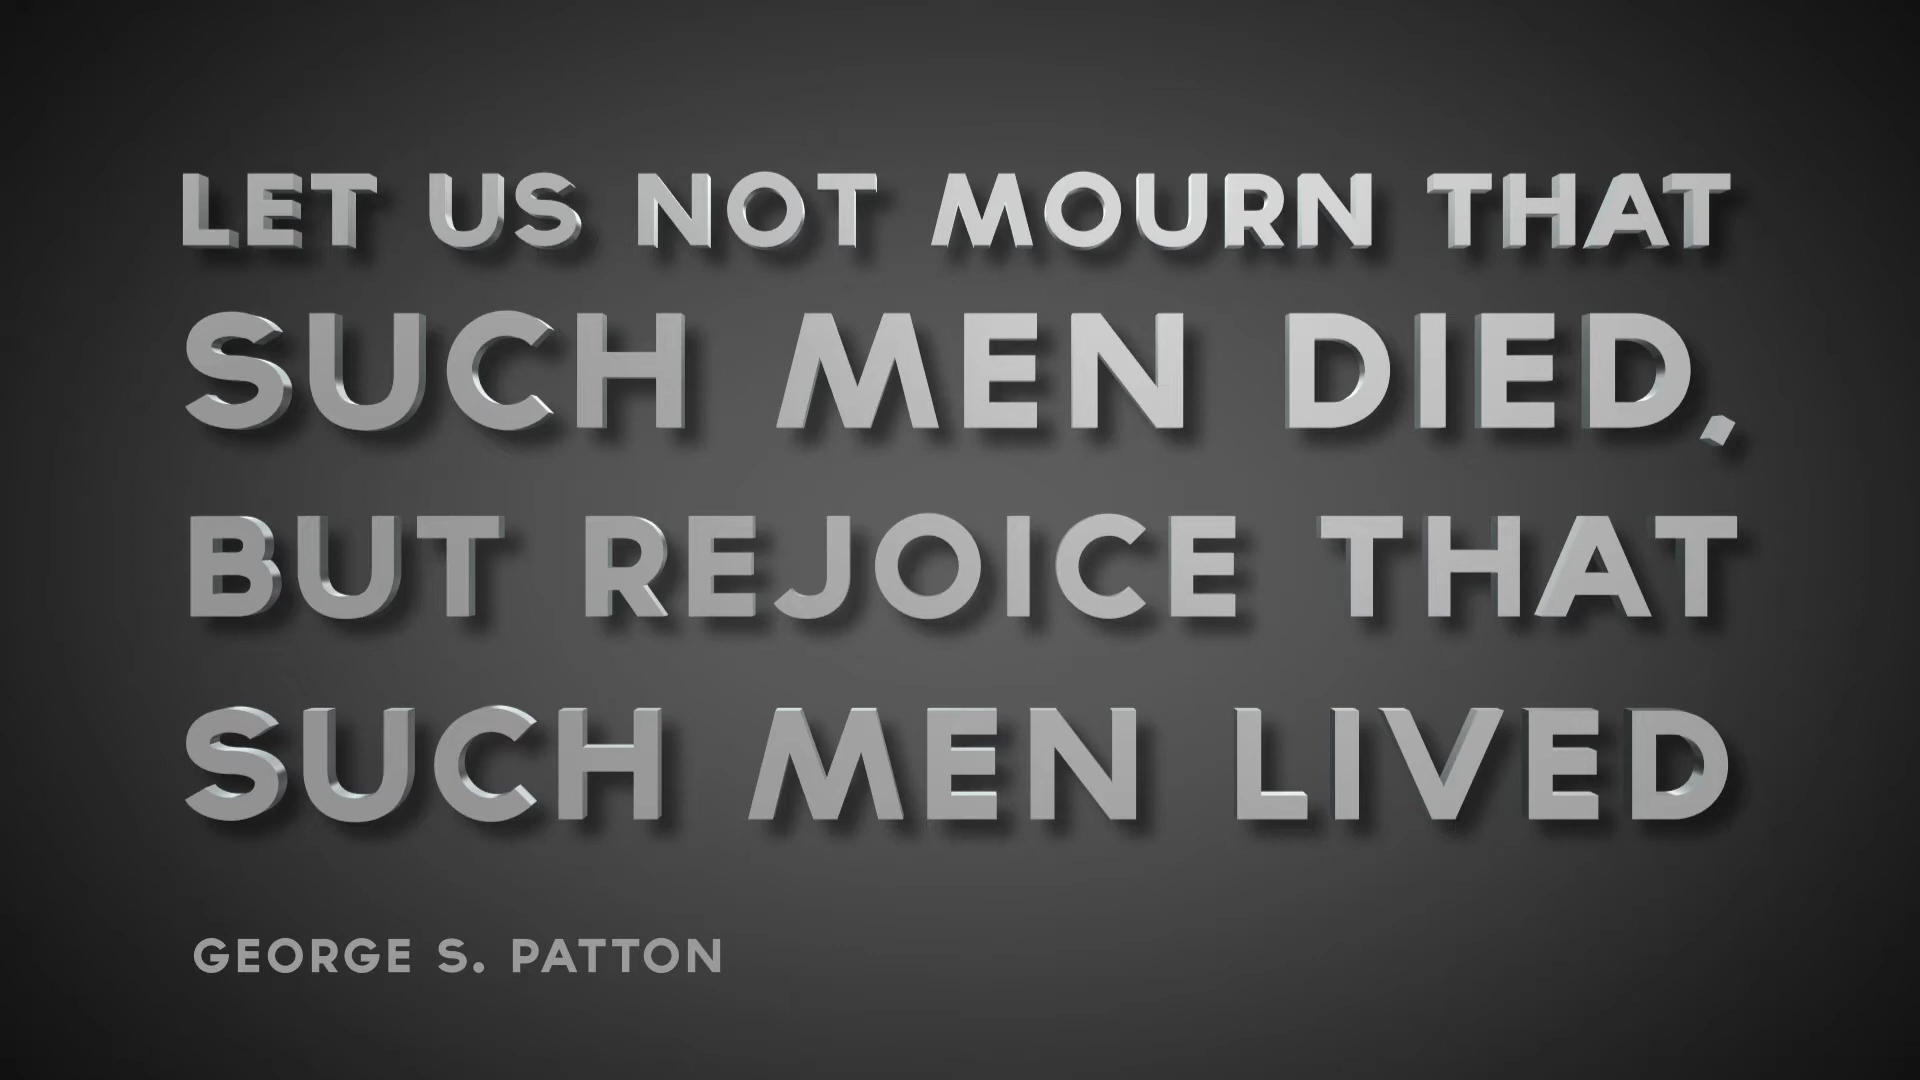 LET US NOT MOURN THAT
SUCH MEN DIED,
BUT REJOICE THAT
SUCH MEN LIVED
GEORGE S. PATTON